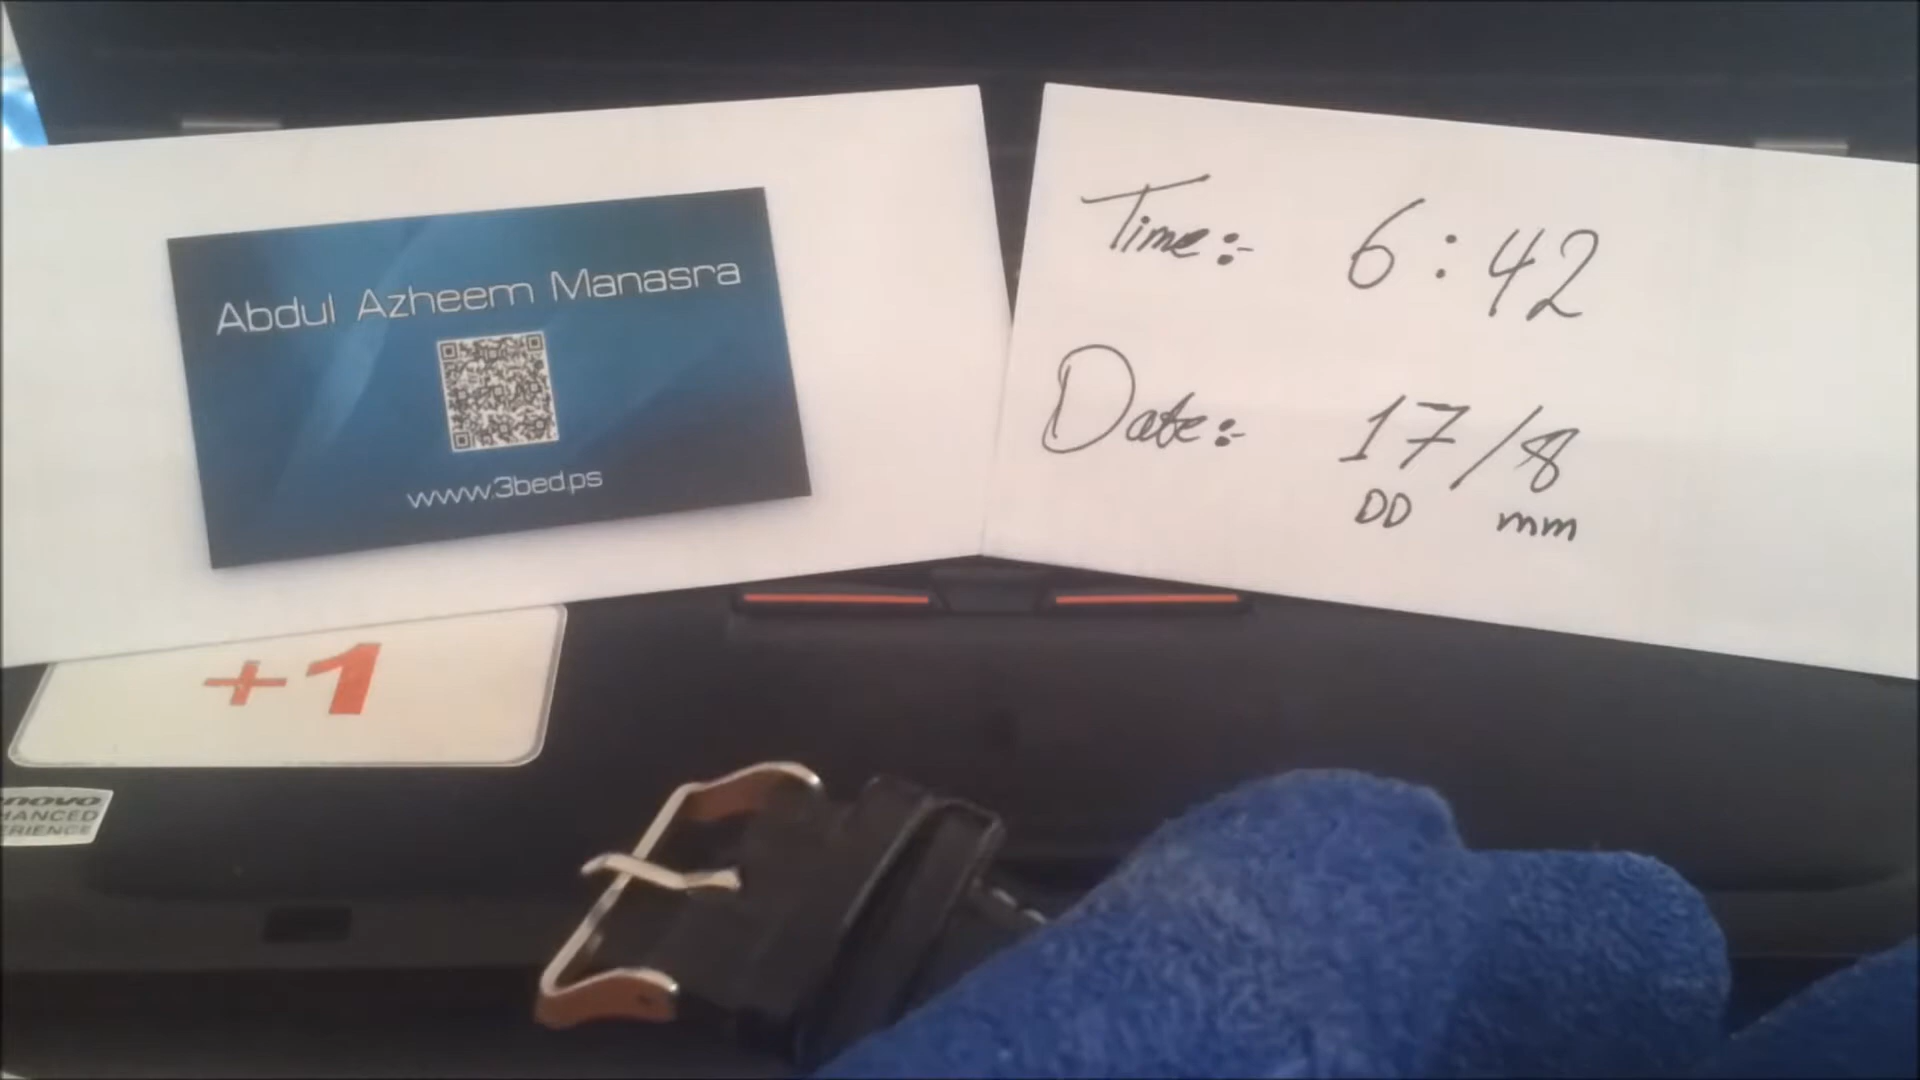 Abdul Azheem Manasra
www.3bed.ps
Time:- 6:42
Date:- 17/8
DD mm
+1